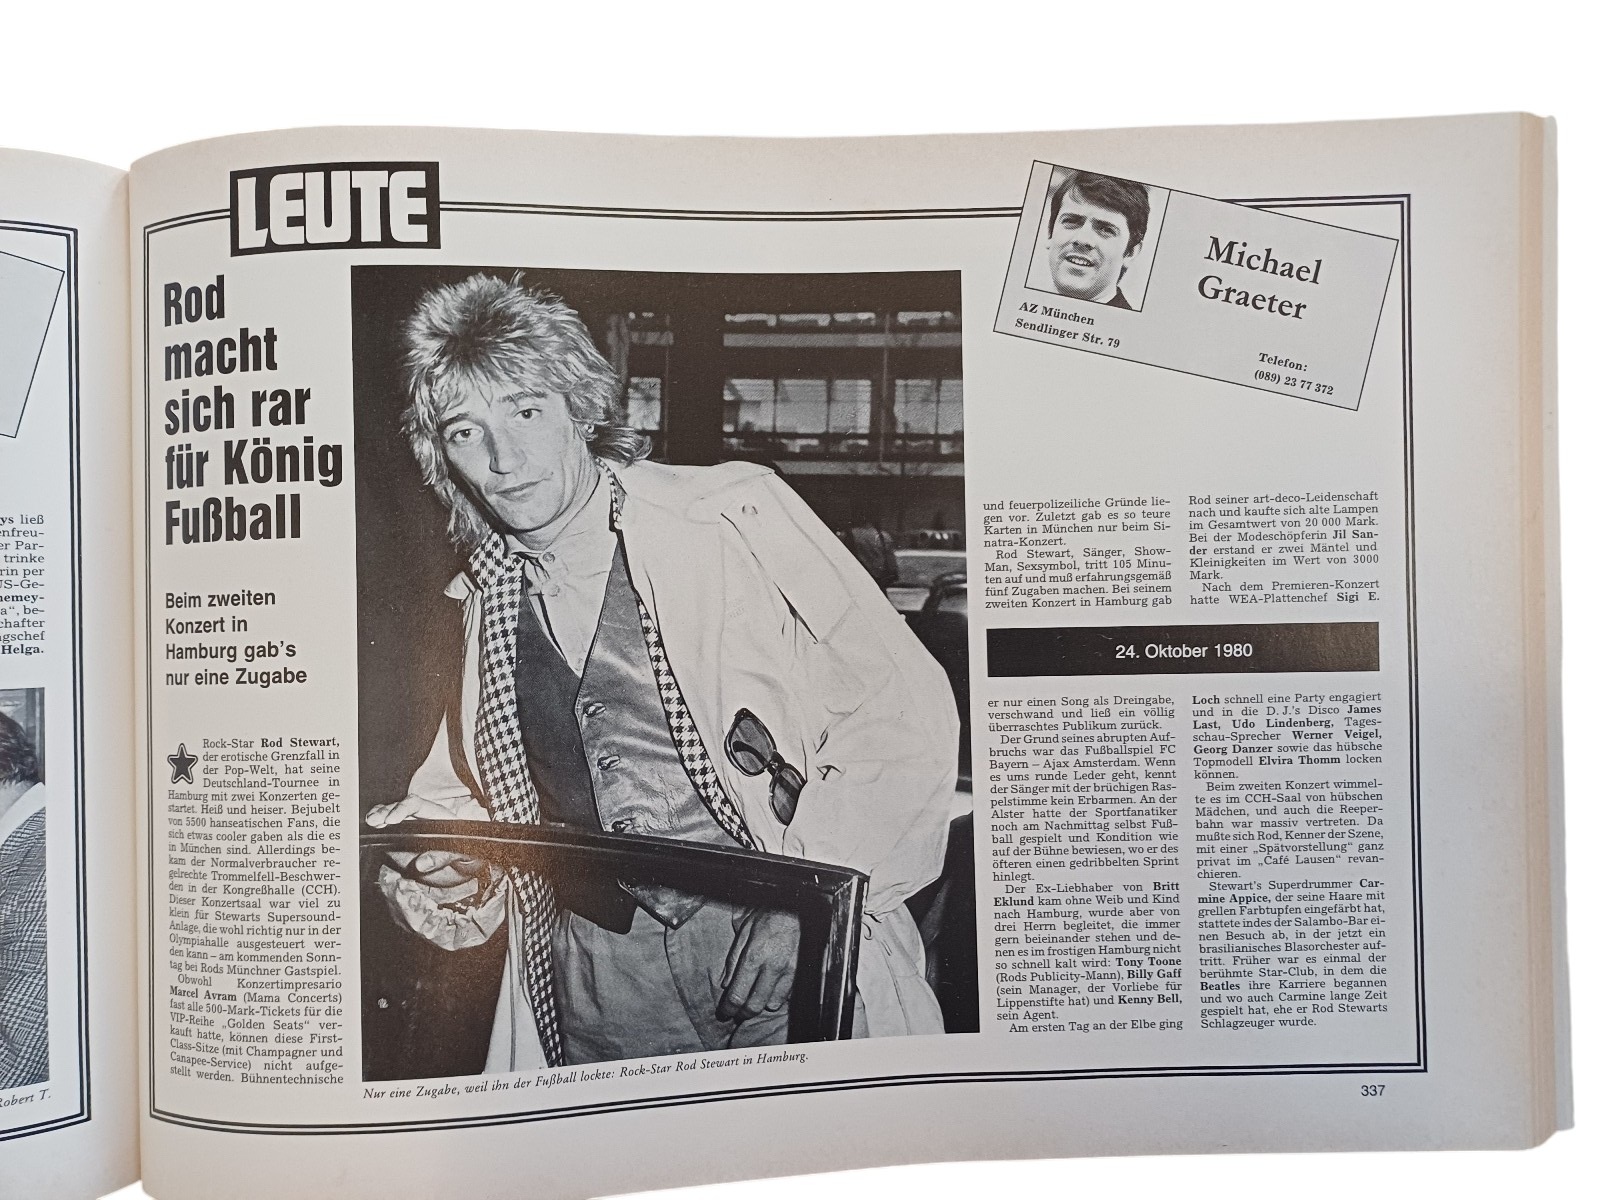 ys ließ
enfreu-
er Par-
trinke
rin per
US-Ge-
nemey-
a“, be-
chafter
ngschef
Helga.
Robert T.
LEUTE
Rod
macht
sich rar
für König
Fußball
Beim zweiten
Konzert in
Hamburg gab's
nur eine Zugabe
Rock-Star Rod Stewart,
der erotische Grenzfall in
der Pop-Welt, hat seine
Deutschland-Tournee in
Hamburg mit zwei Konzerten ge-
startet. Heiß und heiser. Bejubelt
von 5500 hanseatischen Fans, die
sich etwas cooler gaben als die es
in München sind. Allerdings be-
kam der Normalverbraucher re-
gelrechte Trommelfell-Beschwer-
den in der Kongreßhalle (CCH).
Dieser Konzertsaal war viel zu
klein für Stewarts Supersound-
Anlage, die wohl richtig nur in der
Olympiahalle ausgesteuert wer-
den kann – am kommenden Sonn-
tag bei Rods Münchner Gastspiel.
Obwohl Konzertimpresario
Marcel Avram (Mama Concerts)
fast alle 500-Mark-Tickets für die
VIP-Reihe „Golden Seats“ ver-
kauft hatte, können diese First-
Class-Sitze (mit Champagner und
Canapee-Service) nicht aufge-
stellt werden. Bühnentechnische
Nur eine Zugabe, weil ihn der Fußball lockte: Rock-Star Rod Stewart in Hamburg.
Michael
Graeter
AZ München
Sendlinger Str. 79
Telefon:
(089) 23 77 372
und feuerpolizeiliche Gründe lie-
gen vor. Zuletzt gab es so teure
Karten in München nur beim Si-
natra-Konzert.
Rod Stewart, Sänger, Show-
Man, Sexsymbol, tritt 105 Minu-
ten auf und muß erfahrungsgemäß
fünf Zugaben machen. Bei seinem
zweiten Konzert in Hamburg gab
Rod seiner art-deco-Leidenschaft
nach und kaufte sich alte Lampen
im Gesamtwert von 20 000 Mark.
Bei der Modeschöpferin Jil San-
der erstand er zwei Mäntel und
Kleinigkeiten im Wert von 3000
Mark.
Nach dem Premieren-Konzert
hatte WEA-Plattenchef Sigi E.
24. Oktober 1980
er nur einen Song als Dreingabe,
verschwand und ließ ein völlig
überraschtes Publikum zurück.
Der Grund seines abrupten Auf-
bruchs war das Fußballspiel FC
Bayern – Ajax Amsterdam. Wenn
es ums runde Leder geht, kennt
der Sänger mit der brüchigen Ras-
pelstimme kein Erbarmen. An der
Alster hatte der Sportfanatiker
noch am Nachmittag selbst Fuß-
ball gespielt und Kondition wie
auf der Bühne bewiesen, wo er des
öfteren einen gedribbelten Sprint
hinlegt.
Der Ex-Liebhaber von Britt
Eklund kam ohne Weib und Kind
nach Hamburg, wurde aber von
drei Herrn begleitet, die immer
gern beieinander stehen und de-
nen es im frostigen Hamburg nicht
so schnell kalt wird: Tony Toone
(Rods Publicity-Mann), Billy Gaff
(sein Manager, der Vorliebe für
Lippenstifte hat) und Kenny Bell,
sein Agent.
Am ersten Tag an der Elbe ging
Loch schnell eine Party engagiert
und in die D. J.'s Disco James
Last, Udo Lindenberg, Tages-
schau-Sprecher Werner Veigel,
Georg Danzer sowie das hübsche
Topmodell Elvira Thomm locken
können.
Beim zweiten Konzert wimmel-
te es im CCH-Saal von hübschen
Mädchen, und auch die Reeper-
bahn war massiv vertreten. Da
mußte sich Rod, Kenner der Szene,
mit einer „Spätvorstellung“ ganz
privat im „Café Lausen“ revan-
chieren.
Stewart's Superdrummer Car-
mine Appice, der seine Haare mit
grellen Farbtupfen eingefärbt hat,
stattete indes der Salambo-Bar ei-
nen Besuch ab, in der jetzt ein
brasilianisches Blasorchester auf-
tritt. Früher war es einmal der
berühmte Star-Club, in dem die
Beatles ihre Karriere begannen
und wo auch Carmine lange Zeit
gespielt hat, ehe er Rod Stewarts
Schlagzeuger wurde.
337